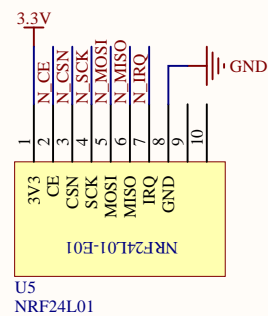 3.3V
GND
N_CE
N_CSN
N_SCK
N_MOSI
N_MISO
N_IRQ
1
2
3
4
5
6
7
8
9
10
3V3
CE
CSN
SCK
MOSI
MISO
IRQ
GND
NRF24L01-E01
U5
NRF24L01